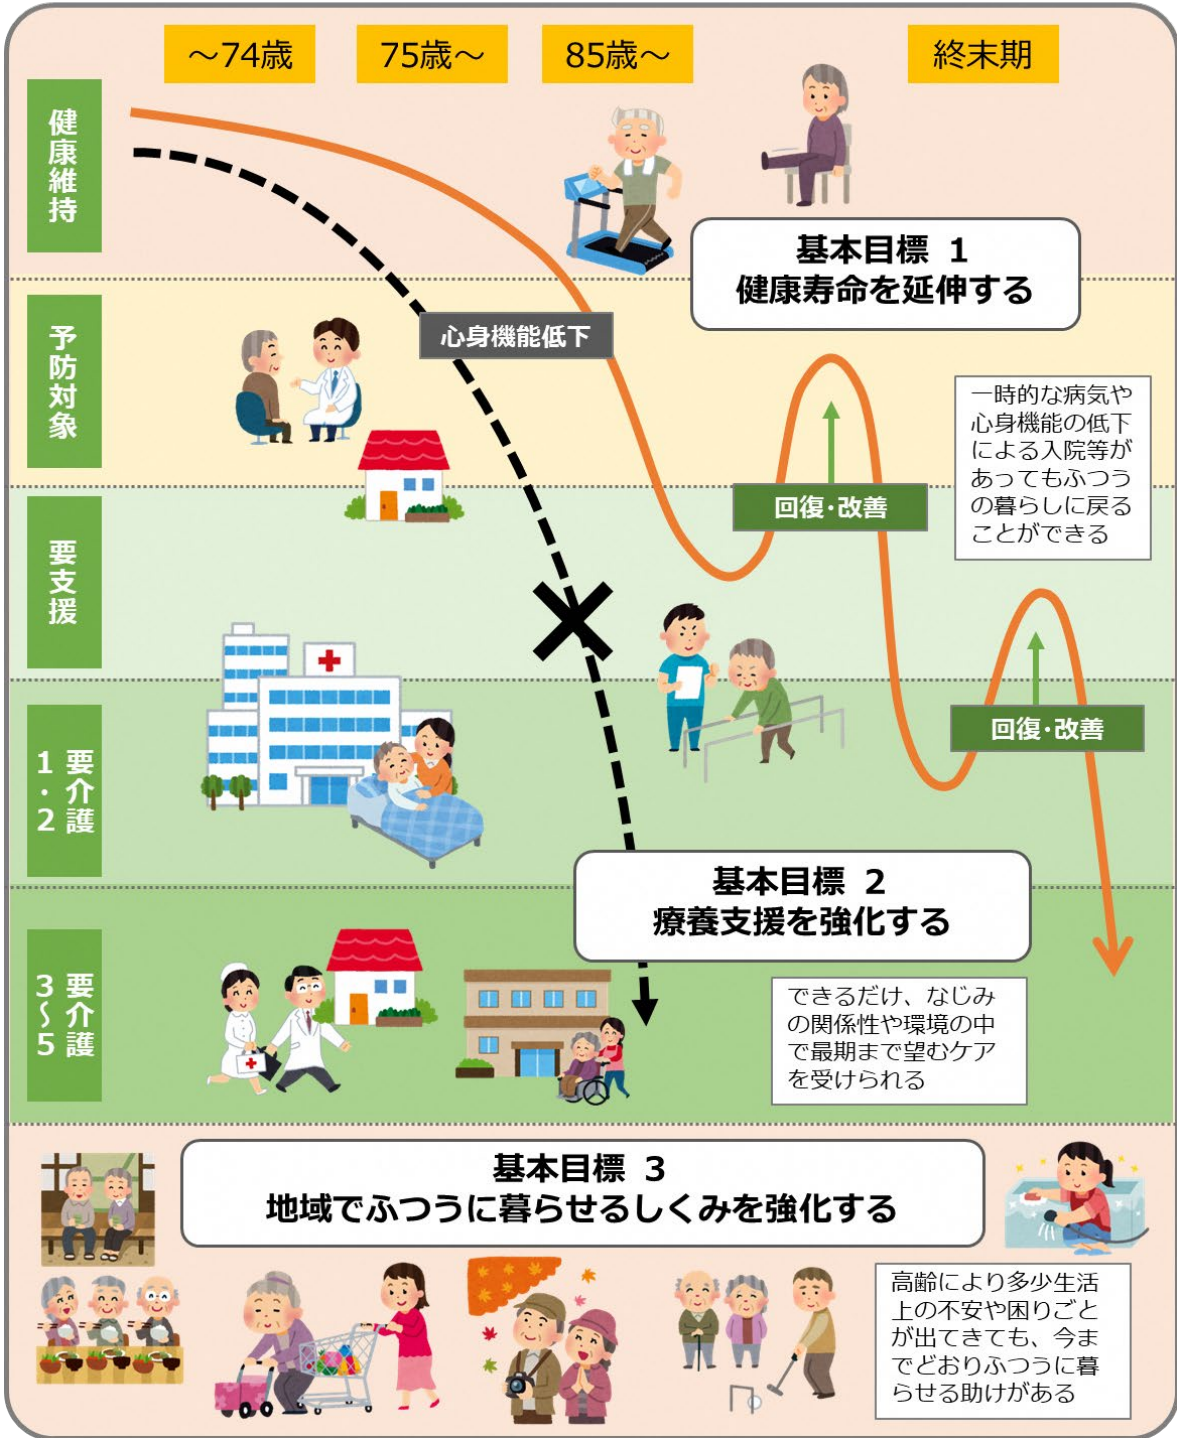 ～74歳
75歳～
85歳～
終末期
健康維持
基本目標 1
健康寿命を延伸する
予防対象
心身機能低下
一時的な病気や
心身機能の低下
による入院等が
あってもふつう
の暮らしに戻る
ことができる
回復・改善
要支援
要介護
1・2
回復・改善
基本目標 2
療養支援を強化する
要介護
3～5
できるだけ、なじみ
の関係性や環境の中
で最期まで望むケア
を受けられる
基本目標 3
地域でふつうに暮らせるしくみを強化する
高齢により多少生活
上の不安や困りごと
が出てきても、今ま
でどおりふつうに暮
らせる助けがある